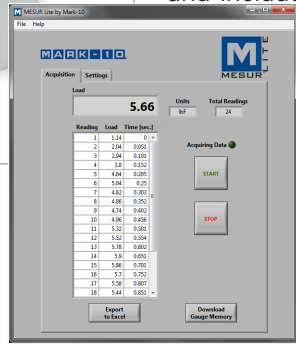 MESUR Lite by Mark-10
File Help
MARK-10
M
MESUR
LITE
Acquisition Settings
Load
5.66
Units
lbF
Total Readings
24
Reading Load Time [sec.]
1 1.14 0
2 2.04 0.051
3 2.94 0.101
4 3.8 0.152
5 4.64 0.205
6 5.04 0.25
7 4.82 0.303
8 4.86 0.352
9 4.74 0.402
10 4.96 0.456
11 5.32 0.501
12 5.52 0.554
13 5.78 0.602
14 5.9 0.651
15 5.86 0.701
16 5.7 0.752
17 5.58 0.807
18 5.44 0.851
Acquiring Data
START
STOP
Export
to Excel
Download
Gauge Memory